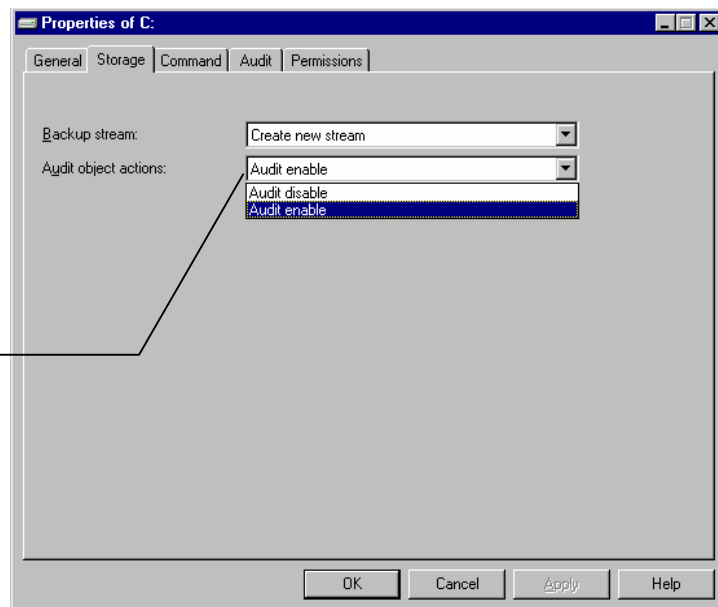 Properties of C:
General Storage Command Audit Permissions
Backup stream: Create new stream
Audit object actions: Audit enable
Audit disable
Audit enable
OK Cancel Apply Help